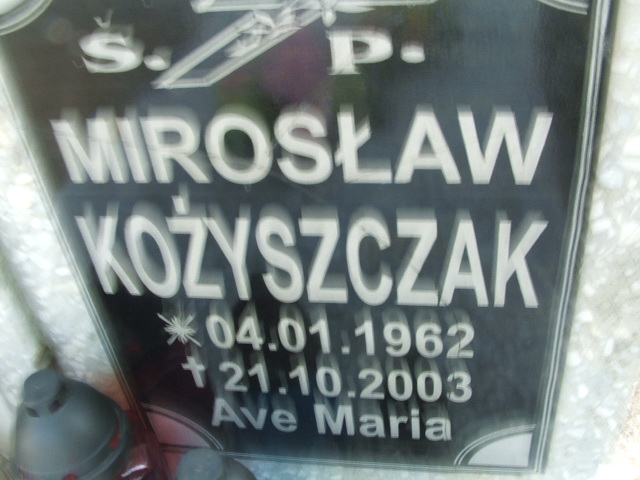 Ś. P.
MIROSŁAW
KOŻYSZCZAK
* 04.01.1962
✝ 21.10.2003
Ave Maria